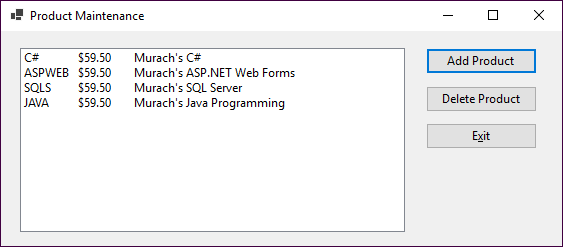 Product Maintenance
C# $59.50 Murach's C#
ASPWEB $59.50 Murach's ASP.NET Web Forms
SQLS $59.50 Murach's SQL Server
JAVA $59.50 Murach's Java Programming
Add Product
Delete Product
Exit